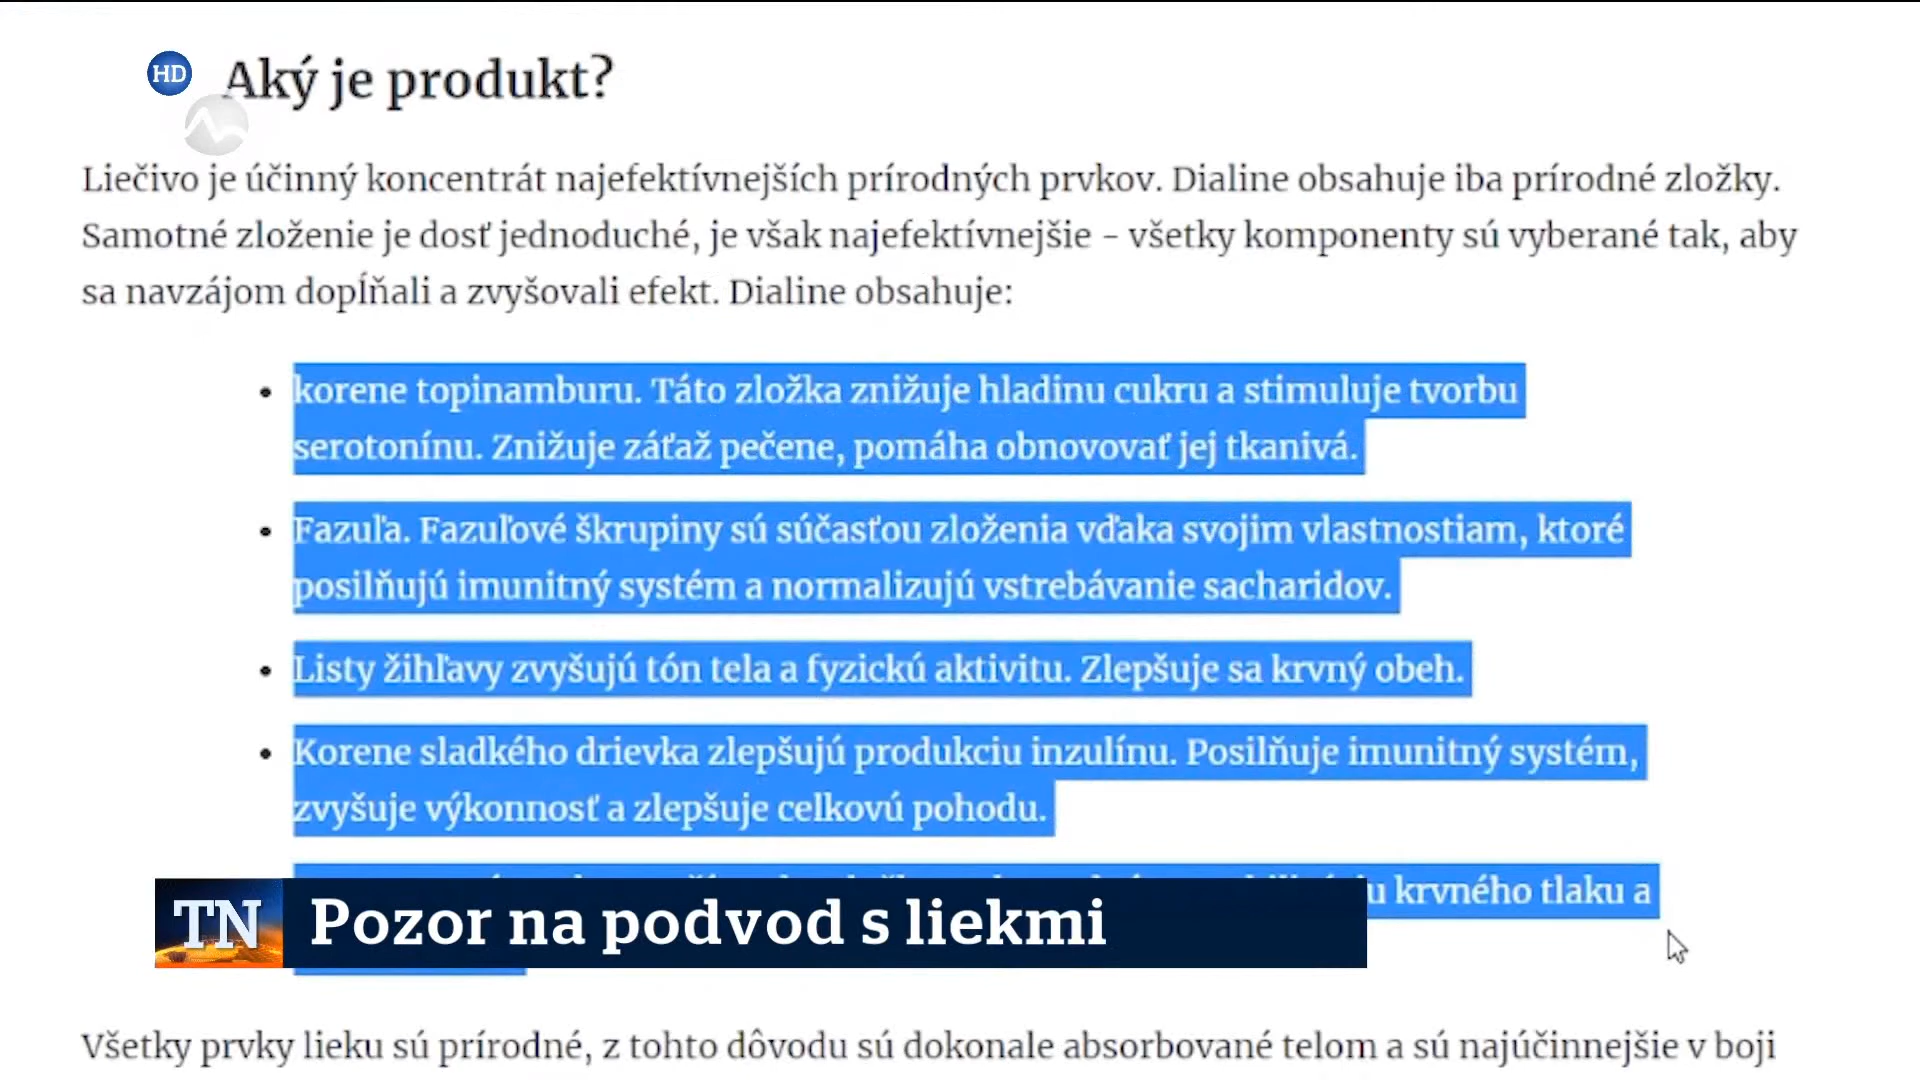 HD
Aký je produkt?
Liečivo je účinný koncentrát najefektívnejších prírodných prvkov. Dialine obsahuje iba prírodné zložky.
Samotné zloženie je dosť jednoduché, je však najefektívnejšie – všetky komponenty sú vyberané tak, aby
sa navzájom dopĺňali a zvyšovali efekt. Dialine obsahuje:
• korene topinamburu. Táto zložka znižuje hladinu cukru a stimuluje tvorbu
serotonínu. Znižuje záťaž pečene, pomáha obnovovať jej tkanivá.
• Fazuľa. Fazuľové škrupiny sú súčasťou zloženia vďaka svojim vlastnostiam, ktoré
posilňujú imunitný systém a normalizujú vstrebávanie sacharidov.
• Listy žihľavy zvyšujú tón tela a fyzickú aktivitu. Zlepšuje sa krvný obeh.
• Korene sladkého drievka zlepšujú produkciu inzulínu. Posilňuje imunitný systém,
zvyšuje výkonnosť a zlepšuje celkovú pohodu.
krvného tlaku a
TN Pozor na podvod s liekmi
Všetky prvky lieku sú prírodné, z tohto dôvodu sú dokonale absorbované telom a sú najúčinnejšie v boji